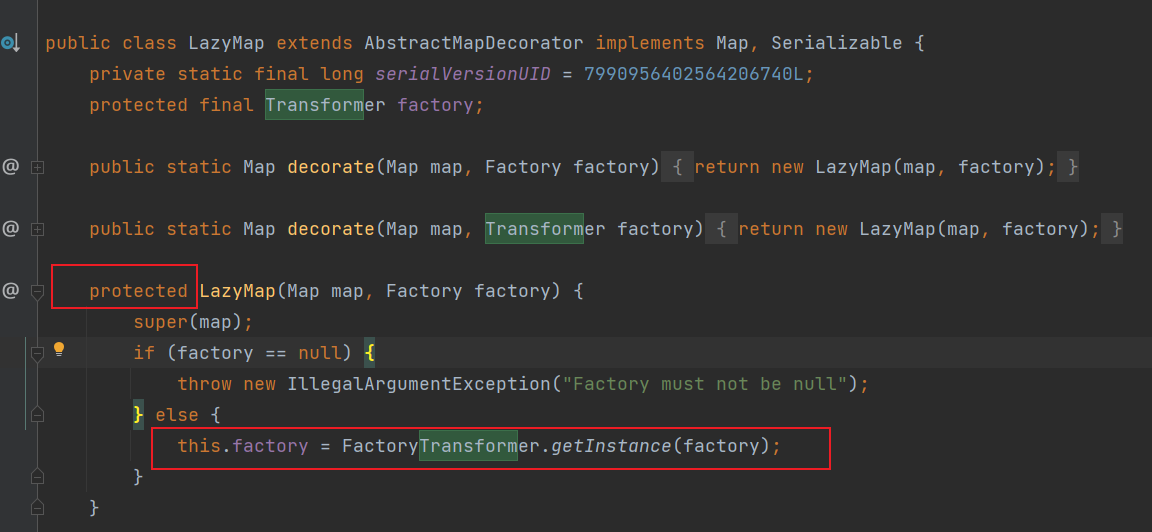 public class LazyMap extends AbstractMapDecorator implements Map, Serializable {
private static final long serialVersionUID = 7990956402564206740L;
protected final Transformer factory;
@ public static Map decorate(Map map, Factory factory) { return new LazyMap(map, factory); }
@ public static Map decorate(Map map, Transformer factory) { return new LazyMap(map, factory); }
@ protected LazyMap(Map map, Factory factory) {
super(map);
if (factory == null) {
throw new IllegalArgumentException("Factory must not be null");
} else {
this.factory = FactoryTransformer.getInstance(factory);
}
}